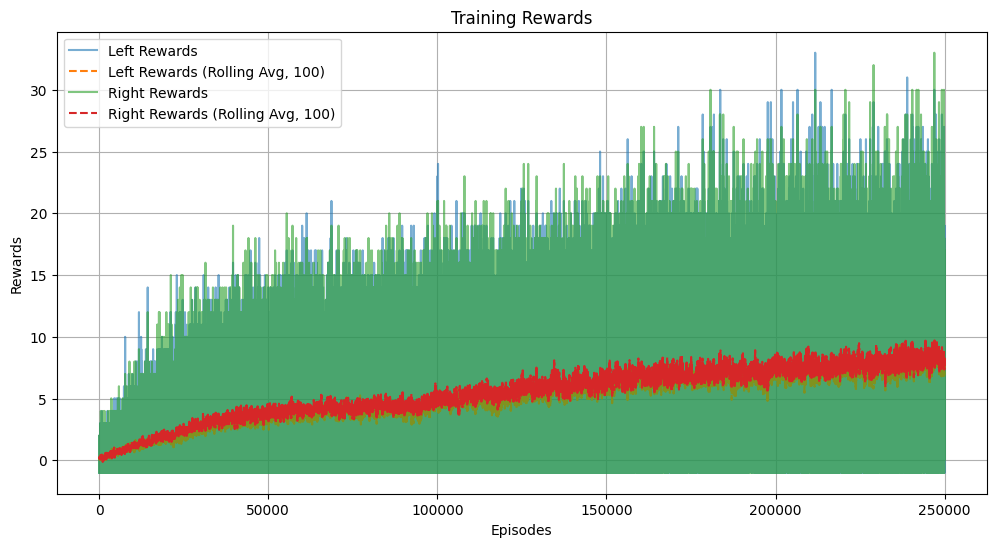 Training Rewards
Left Rewards
Left Rewards (Rolling Avg, 100)
Right Rewards
Right Rewards (Rolling Avg, 100)
30
25
20
15
10
5
0
Rewards
0
50000
100000
150000
200000
250000
Episodes